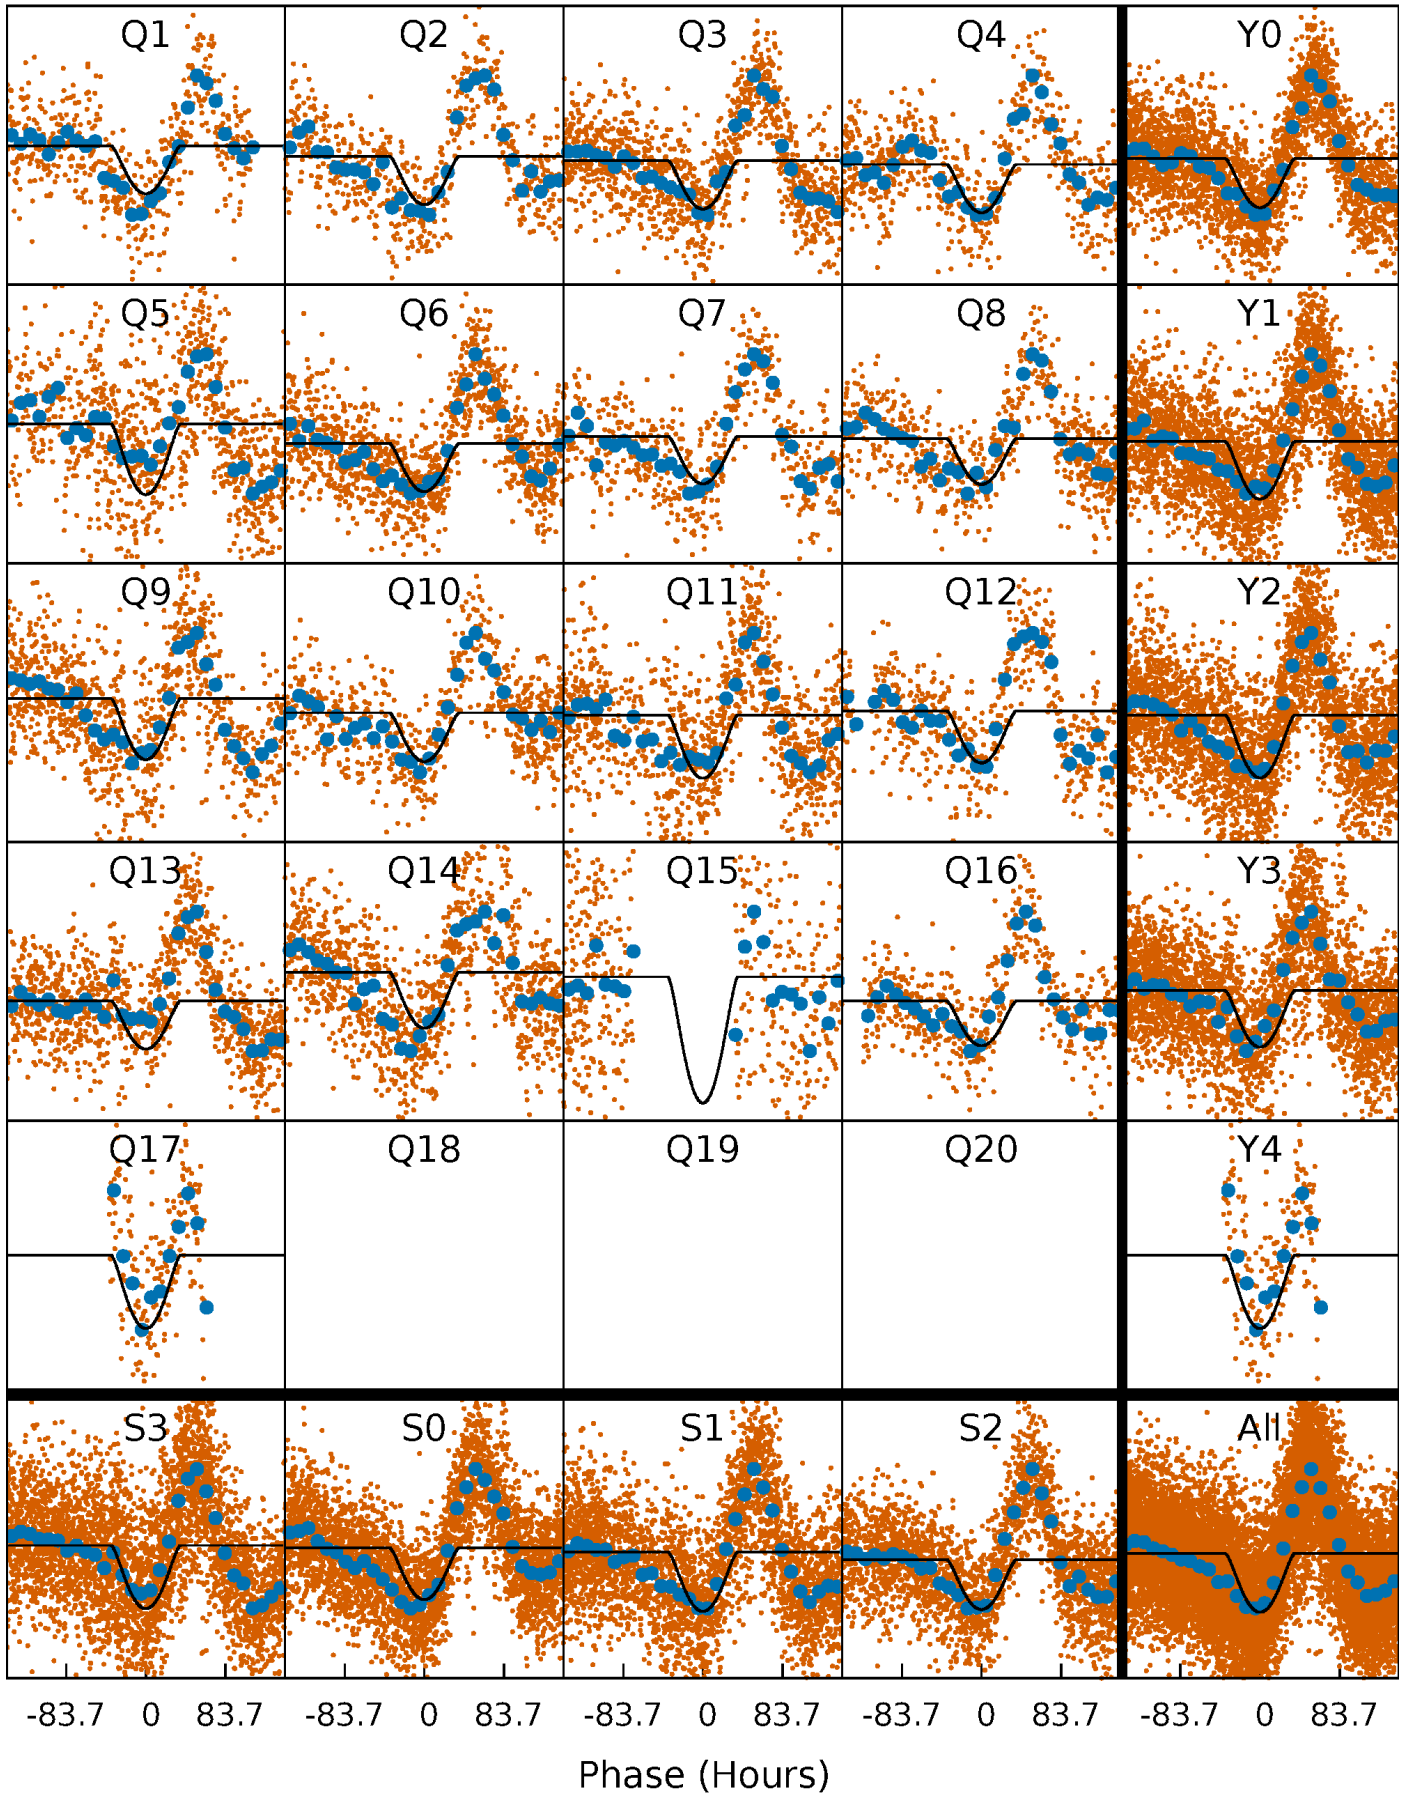 Q1 Q2 Q3 Q4 Y0
Q5 Q6 Q7 Q8 Y1
Q9 Q10 Q11 Q12 Y2
Q13 Q14 Q15 Q16 Y3
Q17 Q18 Q19 Q20 Y4
S3 S0 S1 S2 All
-83.7 0 83.7 -83.7 0 83.7 -83.7 0 83.7 -83.7 0 83.7 -83.7 0 83.7
Phase (Hours)